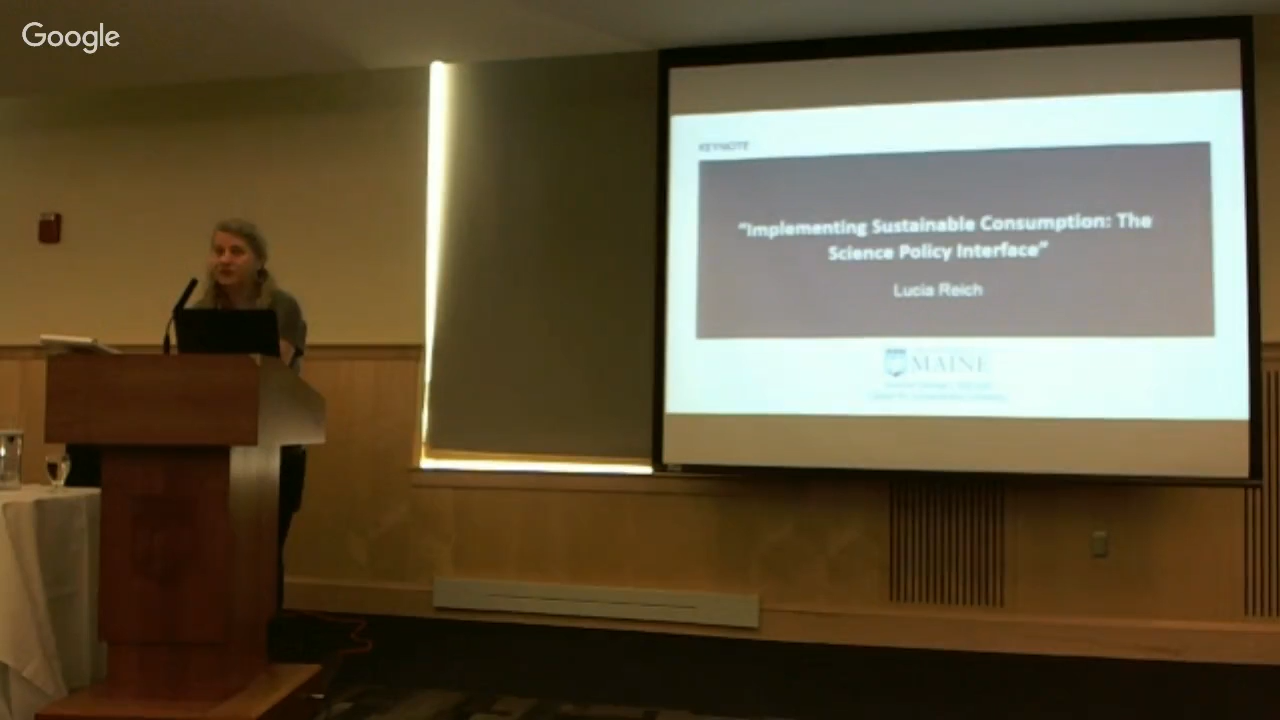 Google
KEYNOTE
"Implementing Sustainable Consumption: The
Science Policy Interface"
Lucia Reich
MAINE